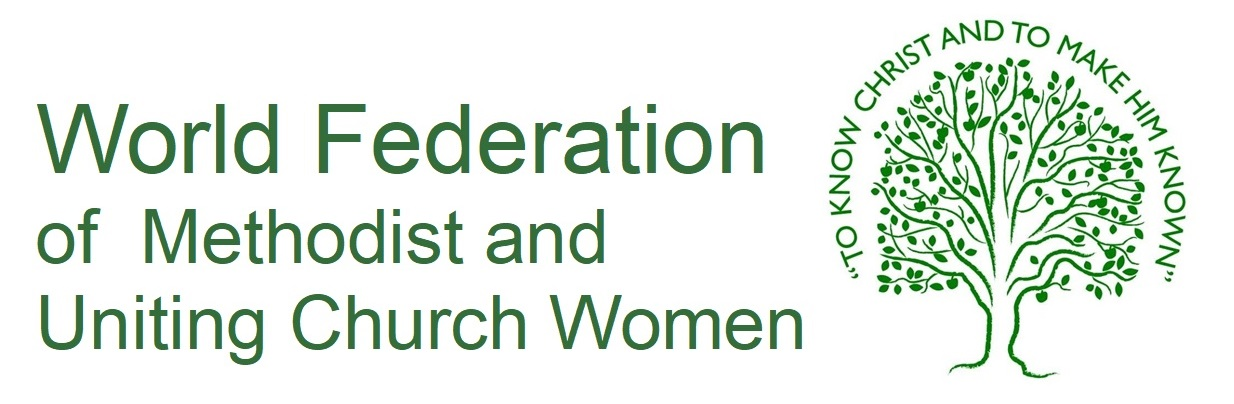 World Federation
of Methodist and
Uniting Church Women
“TO KNOW CHRIST AND TO MAKE HIM KNOWN”